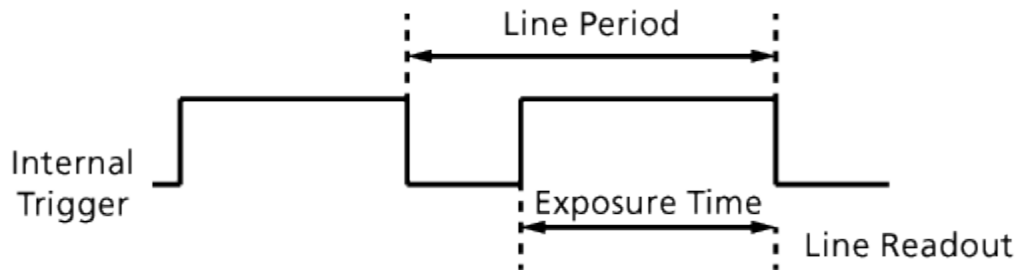 Line Period
Internal
Trigger
Exposure Time
Line Readout